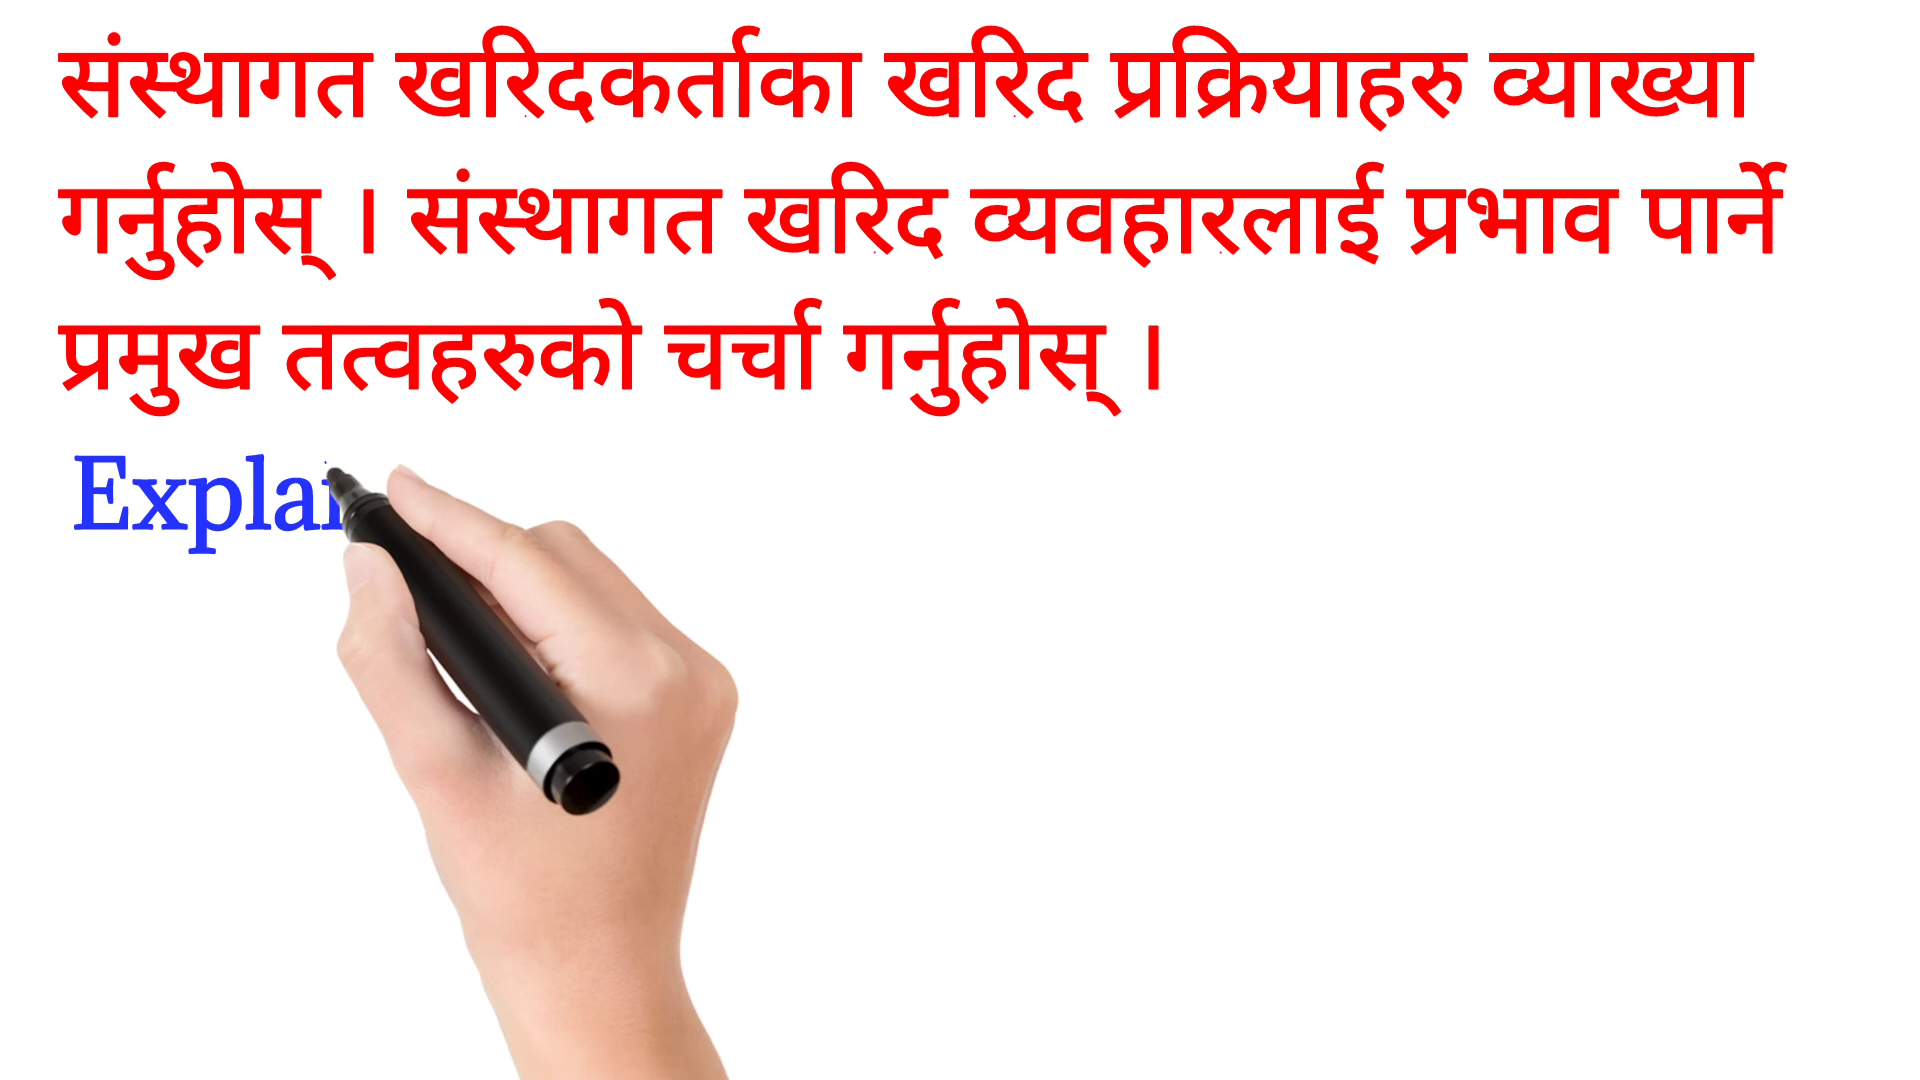 संस्थागत खरिदकर्ताका खरिद प्रक्रियाहरु व्याख्या
गर्नुहोस् । संस्थागत खरिद व्यवहारलाई प्रभाव पार्ने
प्रमुख तत्वहरुको चर्चा गर्नुहोस् ।
Explai